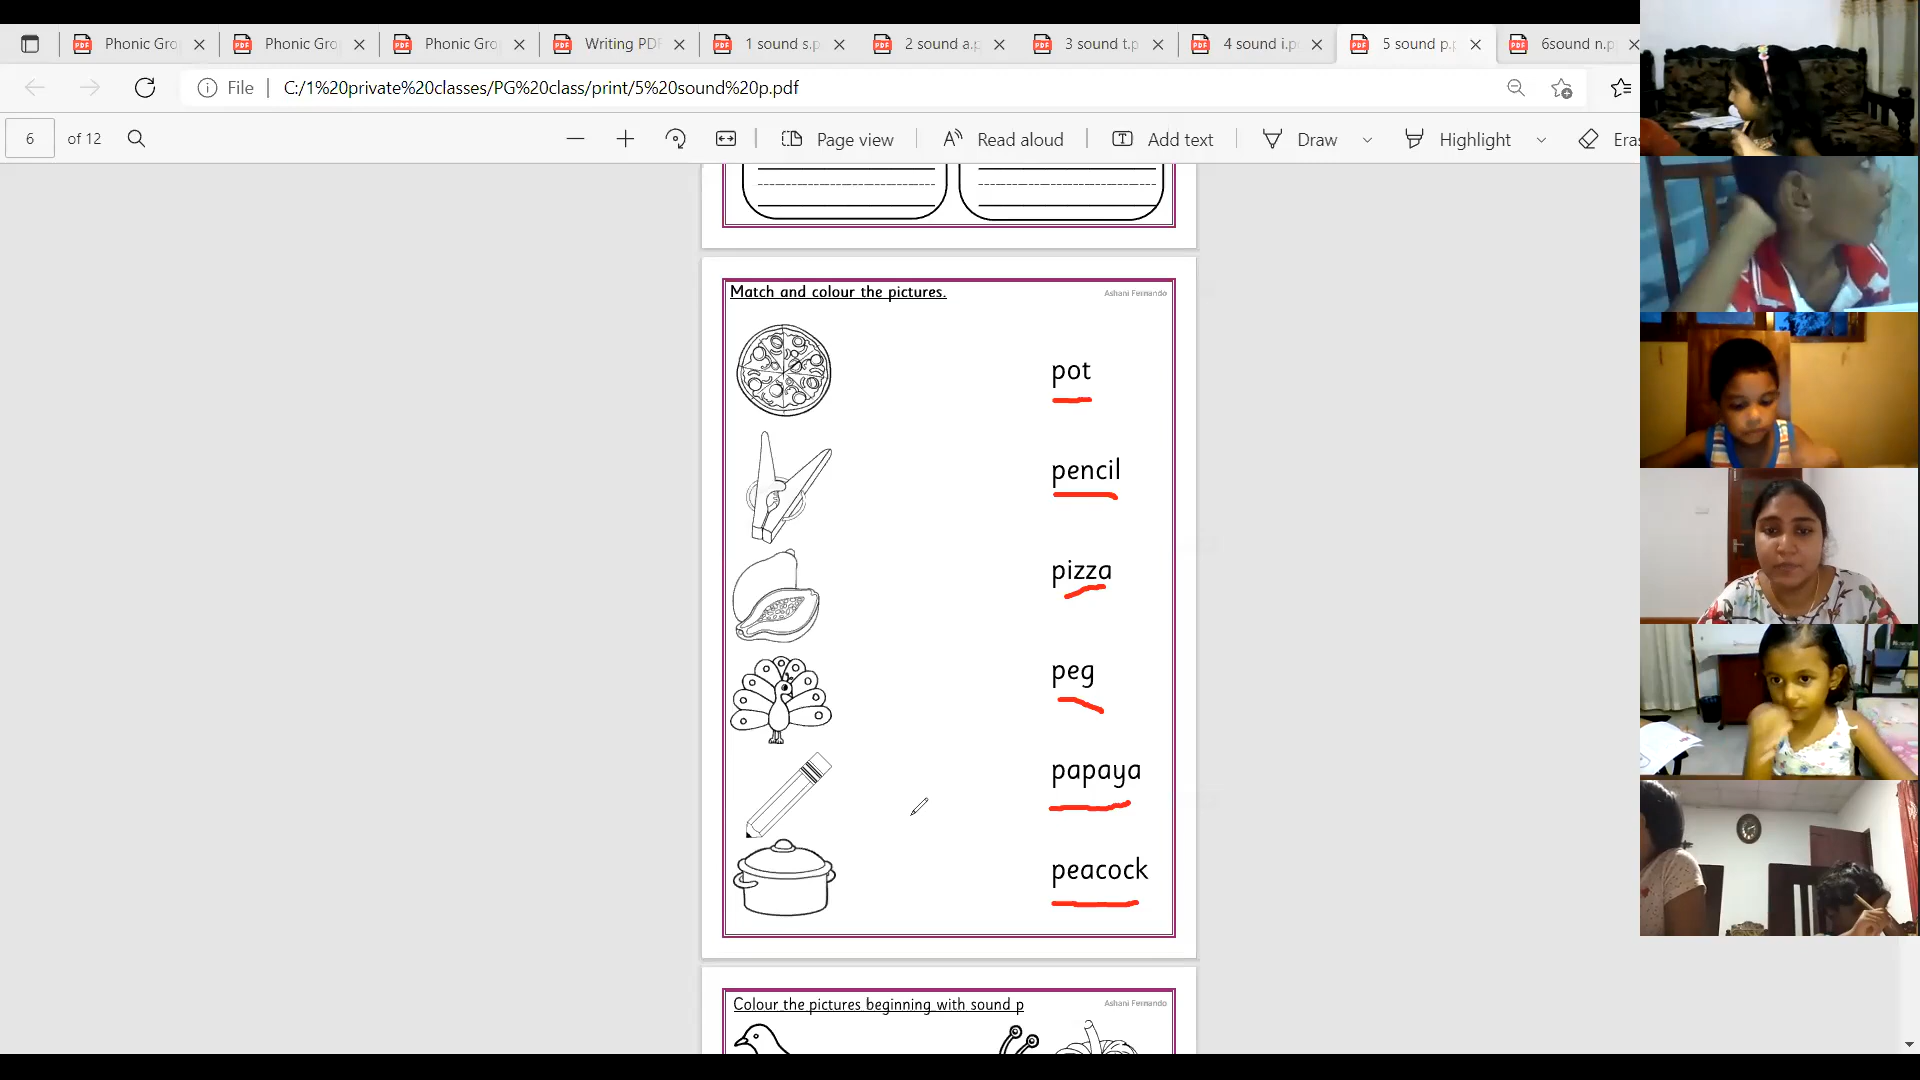 Phonic Gro
Phonic Gro
Phonic Gro
Writing PDF
1 sound s.p
2 sound a.p
3 sound t.p
4 sound i.p
5 sound p.p
6sound n.p
File
C:/1%20private%20classes/PG%20class/print/5%20sound%20p.pdf
6 of 12
Page view
Read aloud
Add text
Draw
Highlight
Eras
Match and colour the pictures.
Ashani Fernando
pot
pencil
pizza
peg
papaya
peacock
Colour the pictures beginning with sound p
Ashani Fernando